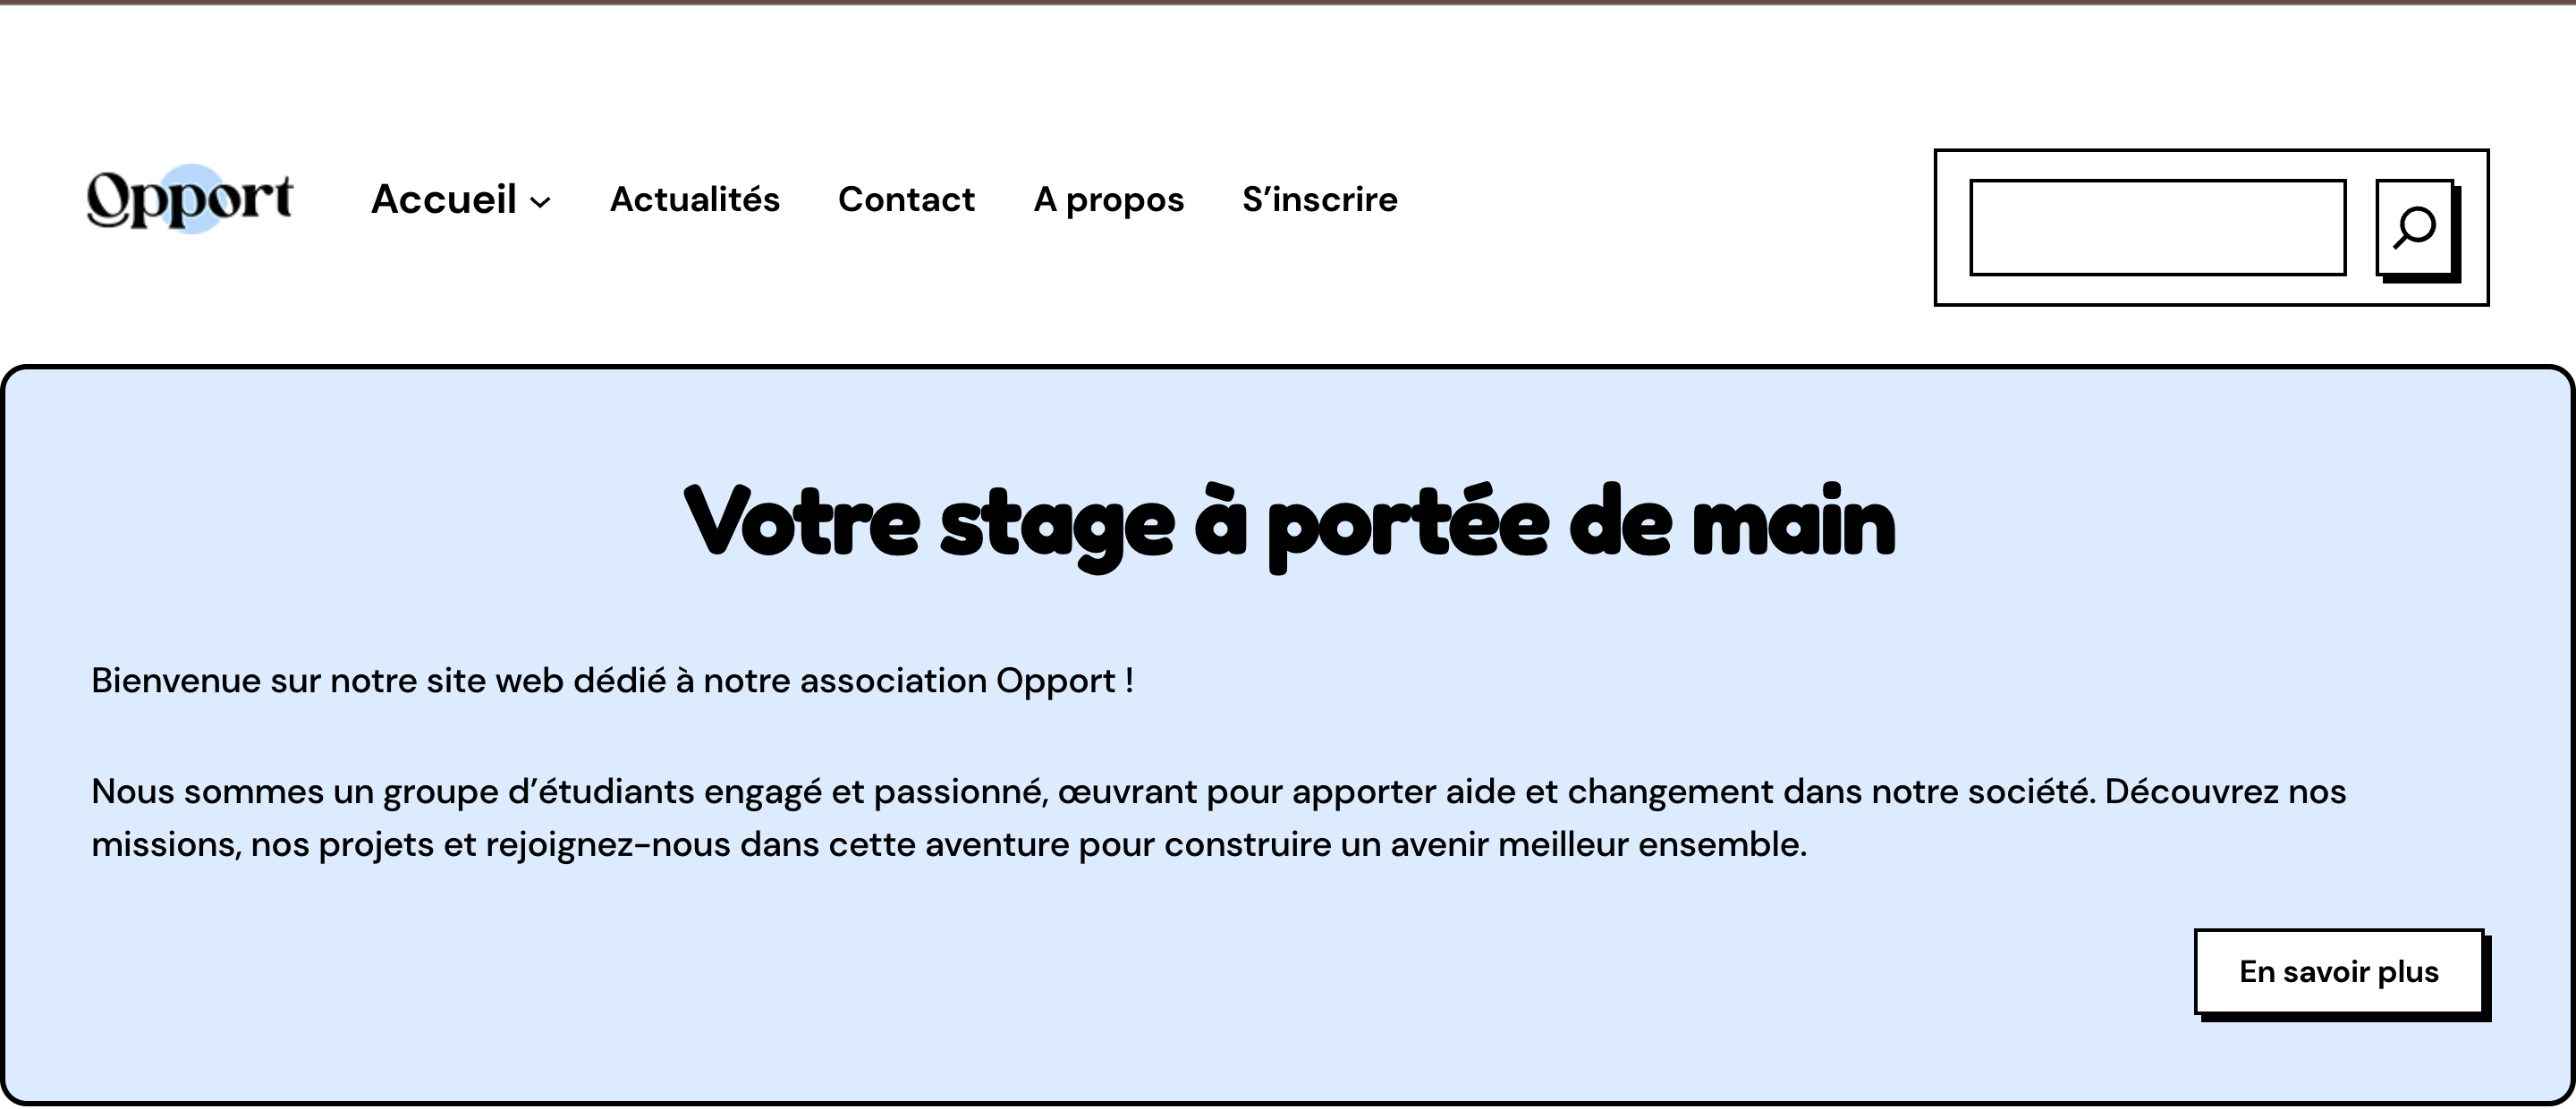 Opport
Accueil
Actualités
Contact
A propos
S’inscrire
Votre stage à portée de main
Bienvenue sur notre site web dédié à notre association Opport !
Nous sommes un groupe d’étudiants engagé et passionné, œuvrant pour apporter aide et changement dans notre société. Découvrez nos
missions, nos projets et rejoignez-nous dans cette aventure pour construire un avenir meilleur ensemble.
En savoir plus